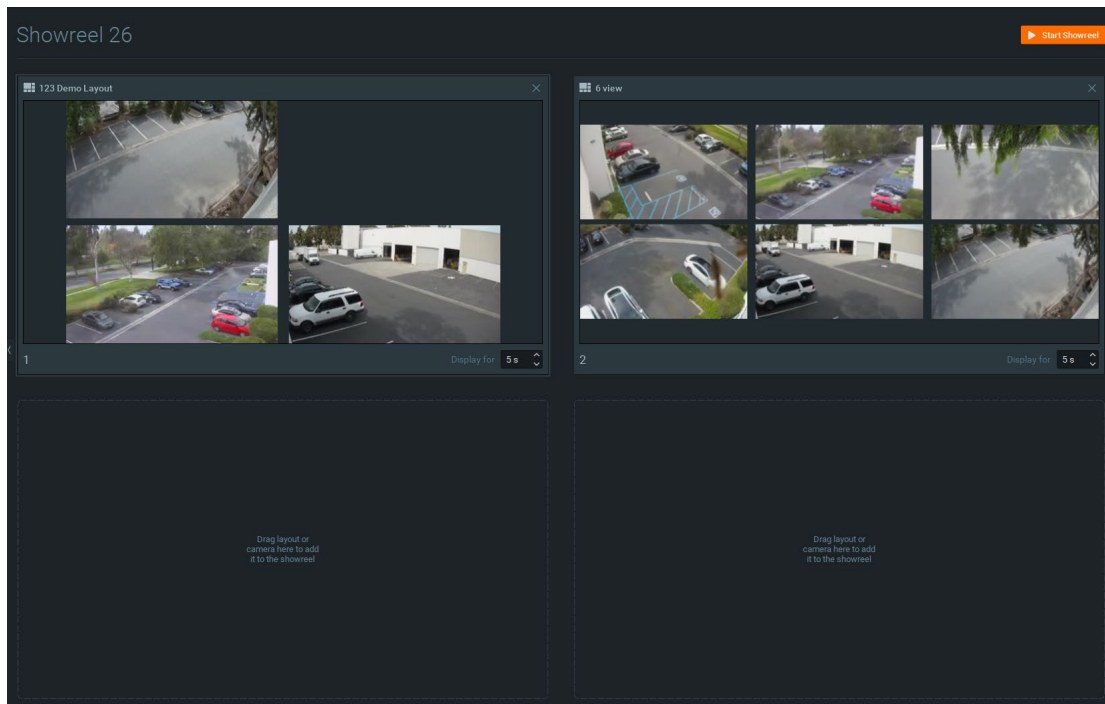 Showreel 26
Start Showreel
123 Demo Layout
6 view
1
Display for
5 s
2
Display for
5 s
Drag layout or
camera here to add
it to the showreel
Drag layout or
camera here to add
it to the showreel